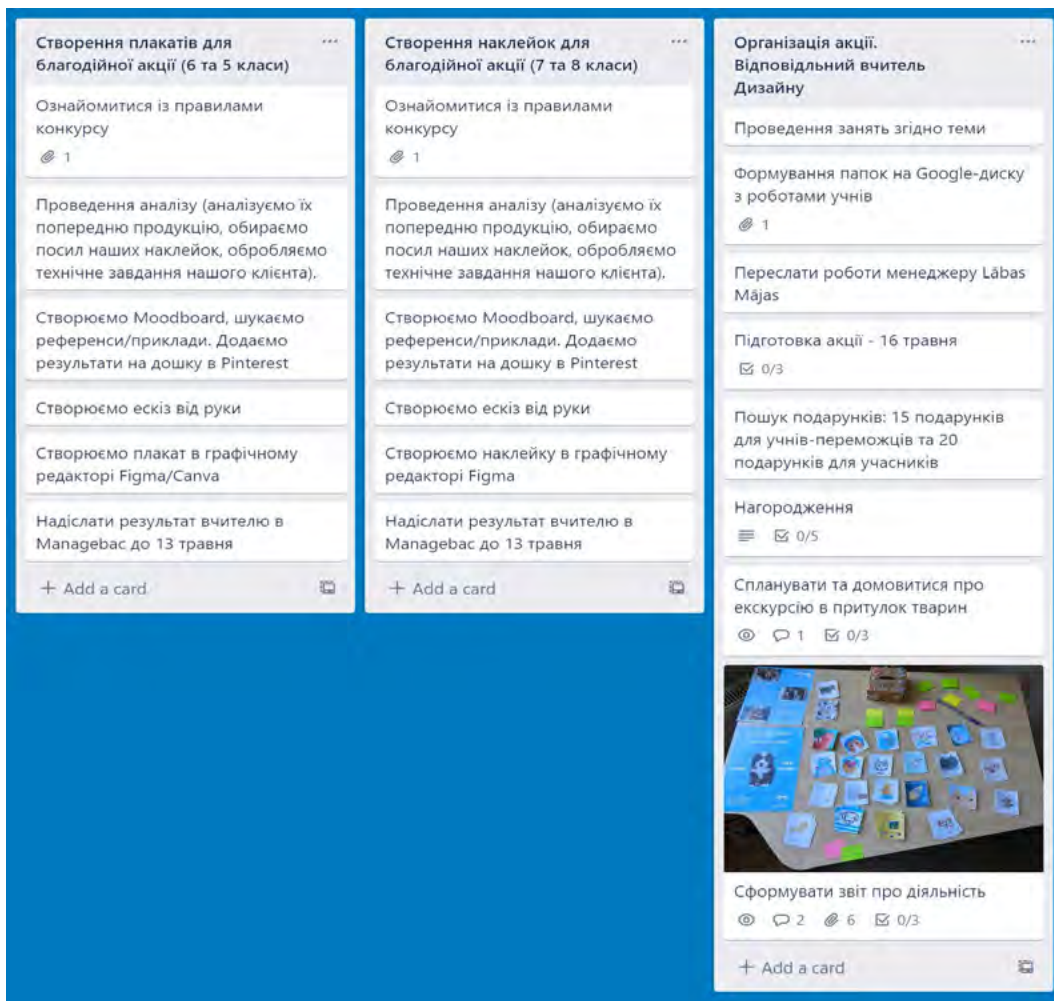 Створення плакатів для
благодійної акції (6 та 5 класи)
Ознайомитися із правилами
конкурсу
1
Проведення аналізу (аналізуємо їх
попередню продукцію, обираємо
посил наших наклейок, обробляємо
технічне завдання нашого клієнта).
Створюємо Moodboard, шукаємо
референси/приклади. Додаємо
результати на дошку в Pinterest
Створюємо ескіз від руки
Створюємо плакат в графічному
редакторі Figma/Canva
Надіслати результат вчителю в
Managebac до 13 травня
+ Add a card
Створення наклейок для
благодійної акції (7 та 8 класи)
Ознайомитися із правилами
конкурсу
1
Проведення аналізу (аналізуємо їх
попередню продукцію, обираємо
посил наших наклейок, обробляємо
технічне завдання нашого клієнта).
Створюємо Moodboard, шукаємо
референси/приклади. Додаємо
результати на дошку в Pinterest
Створюємо ескіз від руки
Створюємо наклейку в графічному
редакторі Figma
Надіслати результат вчителю в
Managebac до 13 травня
+ Add a card
Організація акції.
Відповідльний вчитель
Дизайну
Проведення занять згідно теми
Формування папок на Google-диску
з роботами учнів
1
Переслати роботи менеджеру Lābas
Mājas
Підготовка акції - 16 травня
0/3
Пошук подарунків: 15 подарунків
для учнів-переможців та 20
подарунків для учасників
Нагородження
0/5
Спланувати та домовитися про
екскурсію в притулок тварин
1 0/3
Сформувати звіт про діяльність
2 6 0/3
+ Add a card